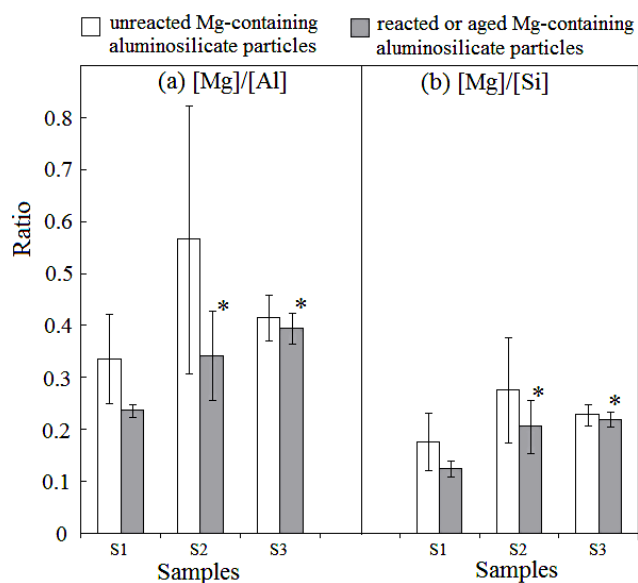 unreacted Mg-containing
aluminosilicate particles
reacted or aged Mg-containing
aluminosilicate particles
(a) [Mg]/[Al]
(b) [Mg]/[Si]
Ratio
0.8
0.7
0.6
0.5
0.4
0.3
0.2
0.1
0
*
*
*
*
S1
S2
S3
S1
S2
S3
Samples
Samples